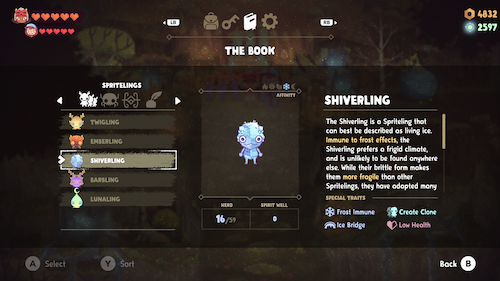 LB
RB
4832
2597
THE BOOK
SPRITELINGS
TWIGLING
EMBERLING
SHIVERLING
BARBLING
LUNALING
AFFINITY
HERD
SPIRIT WELL
16/59
0
SHIVERLING
The Shiverling is a Spriteling that
can best be described as living ice.
Immune to frost effects, the
Shiverling prefers a frigid climate,
and is unlikely to be found anywhere
else. While their brittle form makes
them more fragile than other
Spritelings, they have adapted many
SPECIAL TRAITS
Frost Immune
Create Clone
Ice Bridge
Low Health
A Select
Y Sort
Back B